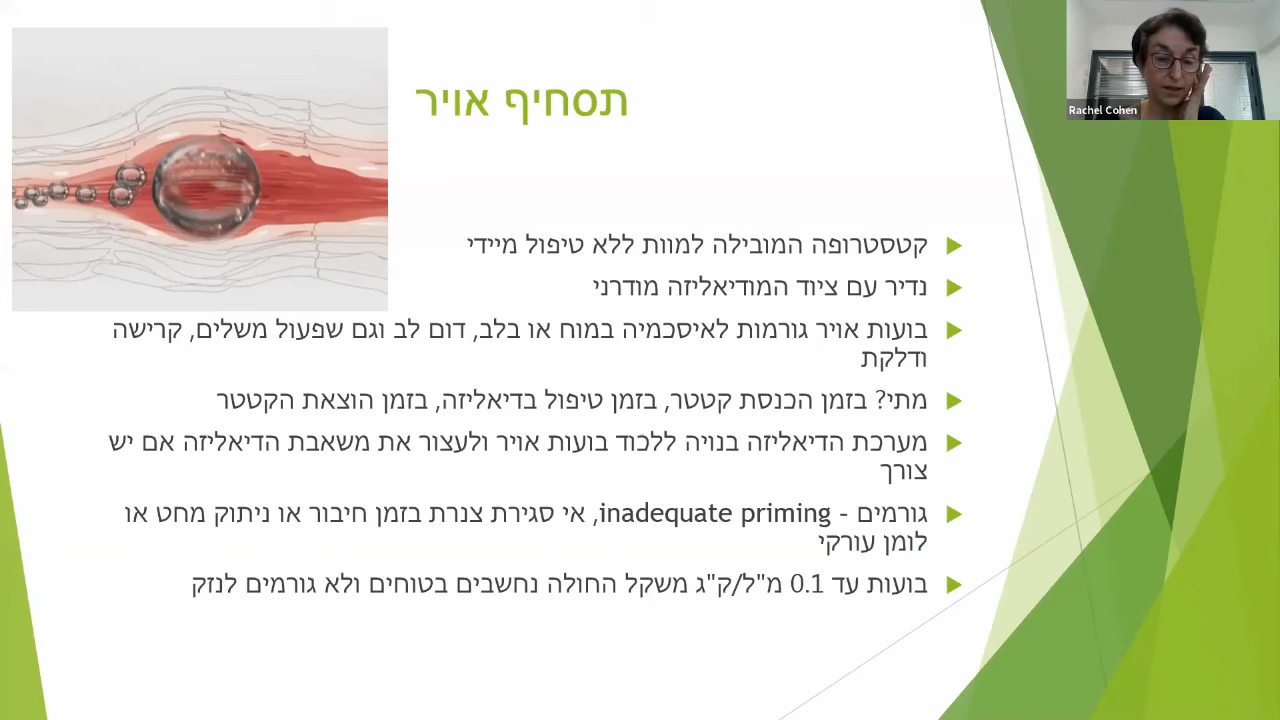 תסחיף אויר
קטסטרופה המובילה למוות ללא טיפול מיידי
נדיר עם ציוד המודיאליזה מודרני
בועות אויר גורמות לאיסכמיה במוח או בלב, דום לב וגם שפעול משלים, קרישה
ודלקת
מתי? בזמן הכנסת קטטר, בזמן טיפול בדיאליזה, בזמן הוצאת הקטטר
מערכת הדיאליזה בנויה ללכוד בועות אויר ולעצור את משאבת הדיאליזה אם יש
צורך
גורמים - inadequate priming, אי סגירת צנרת בזמן חיבור או ניתוק מחט או
לומן עורקי
בועות עד 0.1 מ"ל/ק"ג משקל החולה נחשבים בטוחים ולא גורמים לנזק
Rachel Cohen